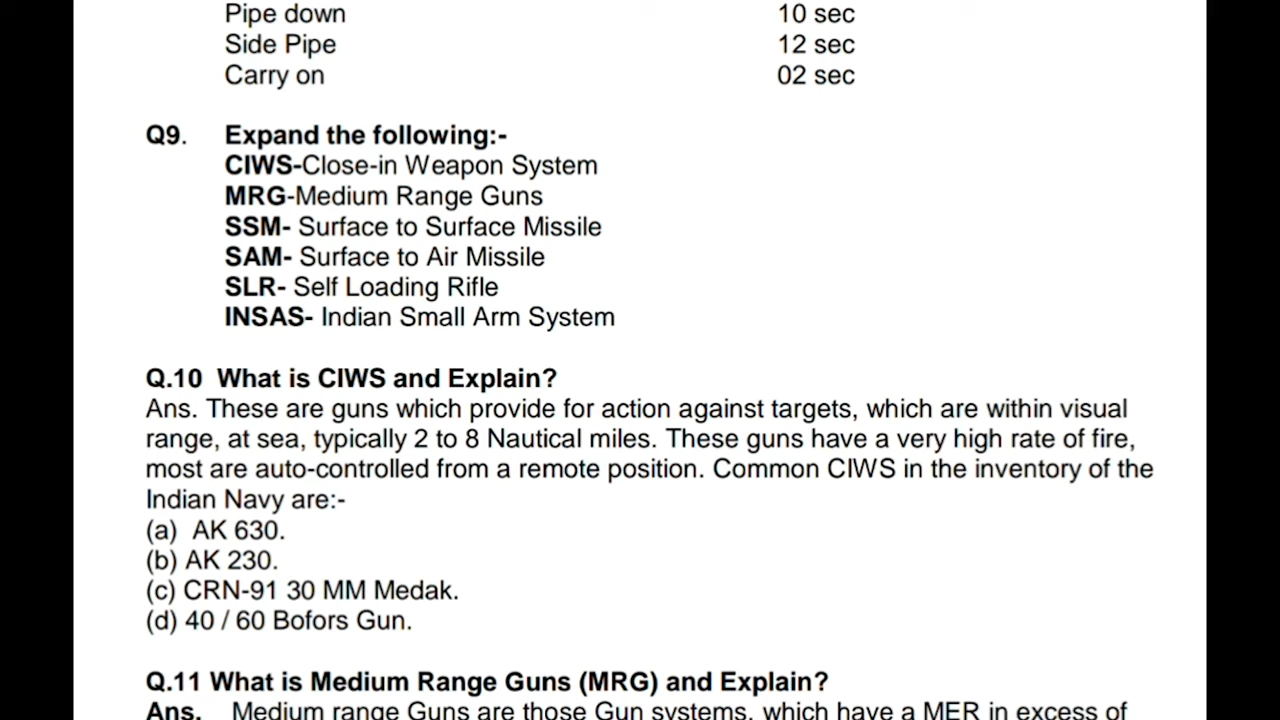 Pipe down 10 sec
Side Pipe 12 sec
Carry on 02 sec
Q9. Expand the following:-
CIWS-Close-in Weapon System
MRG-Medium Range Guns
SSM- Surface to Surface Missile
SAM- Surface to Air Missile
SLR- Self Loading Rifle
INSAS- Indian Small Arm System
Q.10 What is CIWS and Explain?
Ans. These are guns which provide for action against targets, which are within visual
range, at sea, typically 2 to 8 Nautical miles. These guns have a very high rate of fire,
most are auto-controlled from a remote position. Common CIWS in the inventory of the
Indian Navy are:-
(a) AK 630.
(b) AK 230.
(c) CRN-91 30 MM Medak.
(d) 40 / 60 Bofors Gun.
Q.11 What is Medium Range Guns (MRG) and Explain?
Ans. Medium range Guns are those Gun systems, which have a MER in excess of